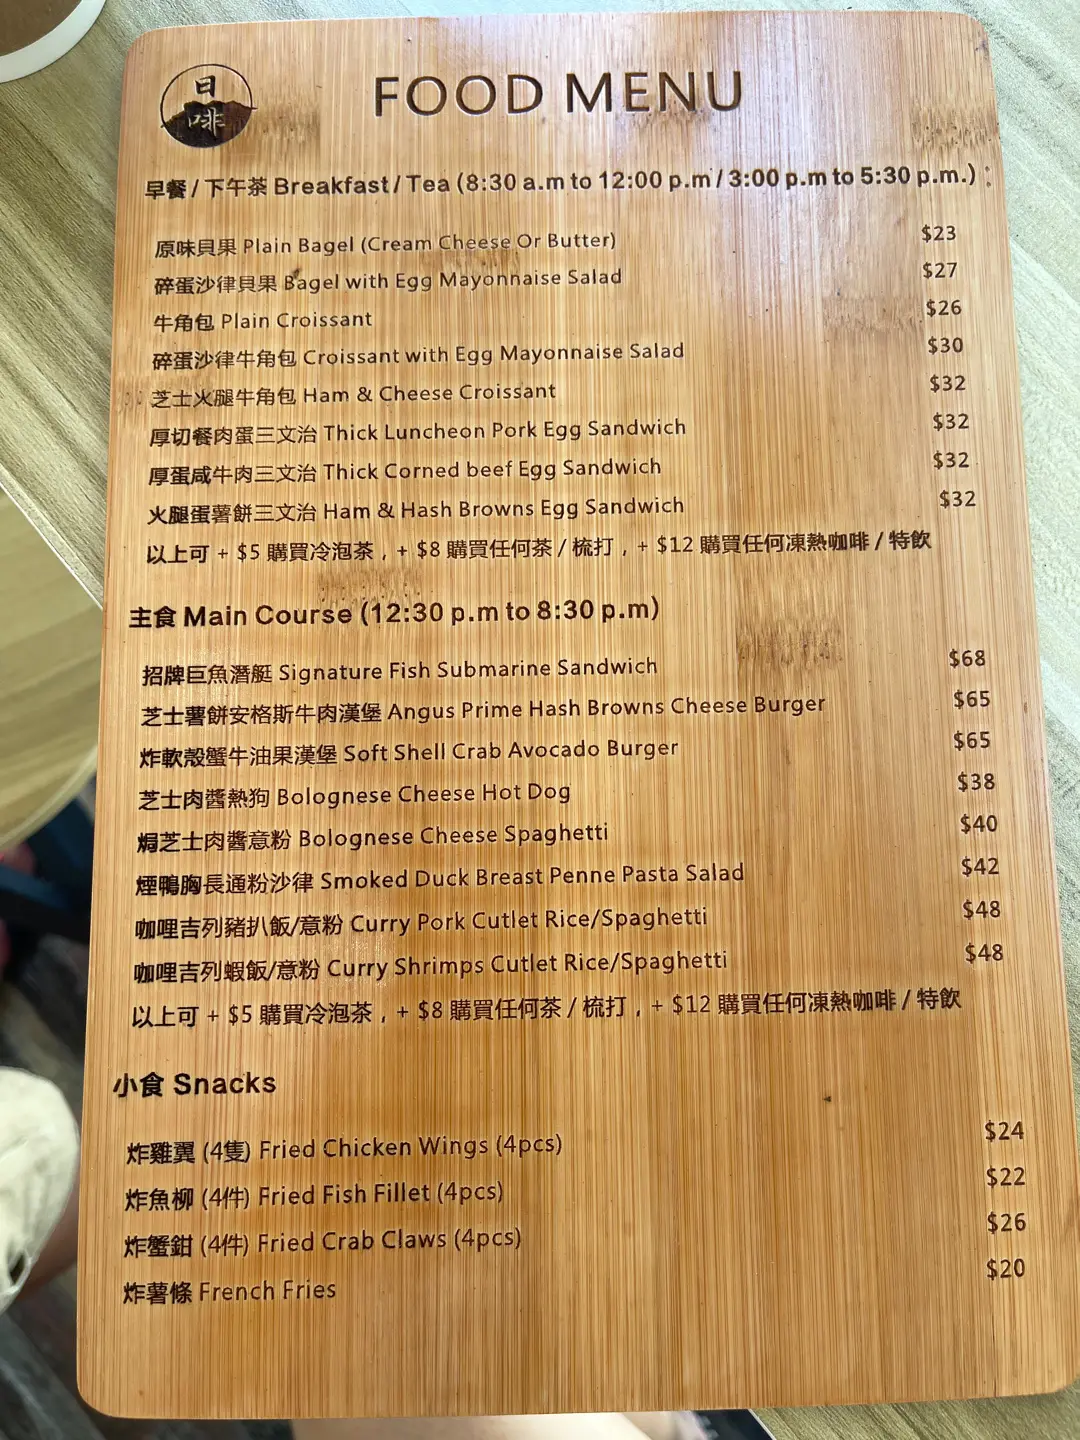 日
啡
FOOD MENU
早餐 / 下午茶 Breakfast / Tea (8:30 a.m to 12:00 p.m / 3:00 p.m to 5:30 p.m.) :
原味貝果 Plain Bagel (Cream Cheese Or Butter) $23
碎蛋沙律貝果 Bagel with Egg Mayonnaise Salad $27
牛角包 Plain Croissant $26
碎蛋沙律牛角包 Croissant with Egg Mayonnaise Salad $30
芝士火腿牛角包 Ham & Cheese Croissant $32
厚切餐肉蛋三文治 Thick Luncheon Pork Egg Sandwich $32
厚蛋咸牛肉三文治 Thick Corned beef Egg Sandwich $32
火腿蛋薯餅三文治 Ham & Hash Browns Egg Sandwich $32
以上可 + $5 購買冷泡茶 , + $8 購買任何茶 / 梳打 , + $12 購買任何凍熱咖啡 / 特飲
主食 Main Course (12:30 p.m to 8:30 p.m)
招牌巨魚潛艇 Signature Fish Submarine Sandwich $68
芝士薯餅安格斯牛肉漢堡 Angus Prime Hash Browns Cheese Burger $65
炸軟殼蟹牛油果漢堡 Soft Shell Crab Avocado Burger $65
芝士肉醬熱狗 Bolognese Cheese Hot Dog $38
焗芝士肉醬意粉 Bolognese Cheese Spaghetti $40
煙鴨胸長通粉沙律 Smoked Duck Breast Penne Pasta Salad $42
咖哩吉列豬扒飯/意粉 Curry Pork Cutlet Rice/Spaghetti $48
咖哩吉列蝦飯/意粉 Curry Shrimps Cutlet Rice/Spaghetti $48
以上可 + $5 購買冷泡茶 , + $8 購買任何茶 / 梳打 , + $12 購買任何凍熱咖啡 / 特飲
小食 Snacks
炸雞翼 (4隻) Fried Chicken Wings (4pcs) $24
炸魚柳 (4件) Fried Fish Fillet (4pcs) $22
炸蟹鉗 (4件) Fried Crab Claws (4pcs) $26
炸薯條 French Fries $20